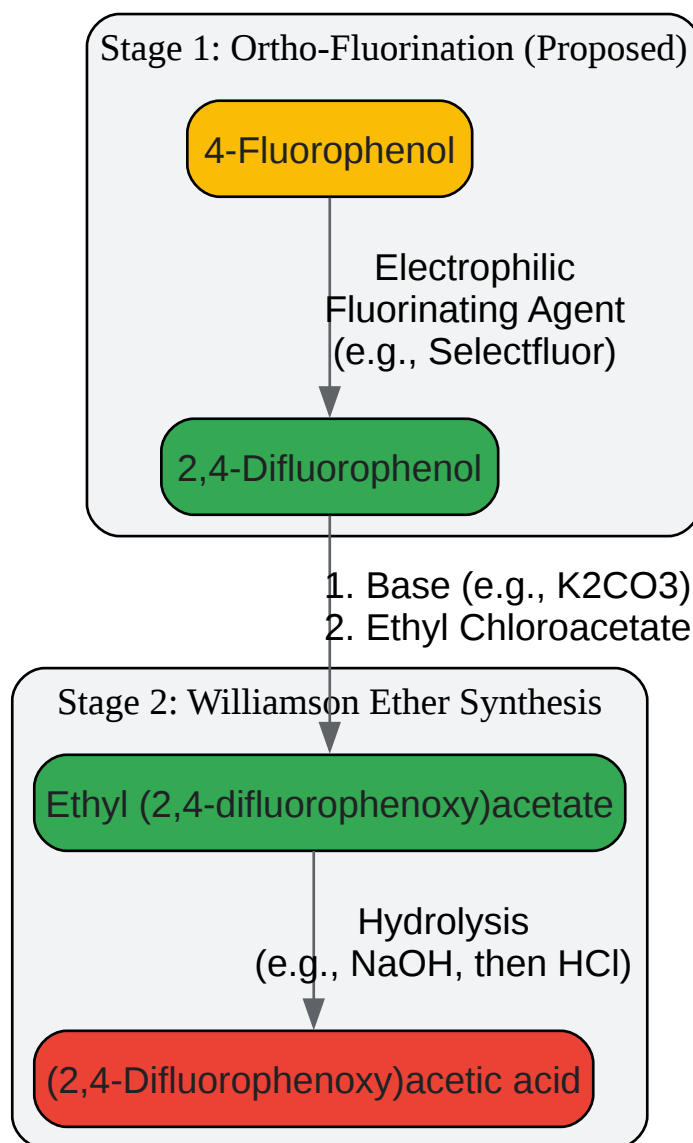 Stage 1: Ortho-Fluorination (Proposed)
4-Fluorophenol
Electrophilic
Fluorinating Agent
(e.g., Selectfluor)
2,4-Difluorophenol
1. Base (e.g., K2CO3)
2. Ethyl Chloroacetate
Stage 2: Williamson Ether Synthesis
Ethyl (2,4-difluorophenoxy)acetate
Hydrolysis
(e.g., NaOH, then HCl)
(2,4-Difluorophenoxy)acetic acid